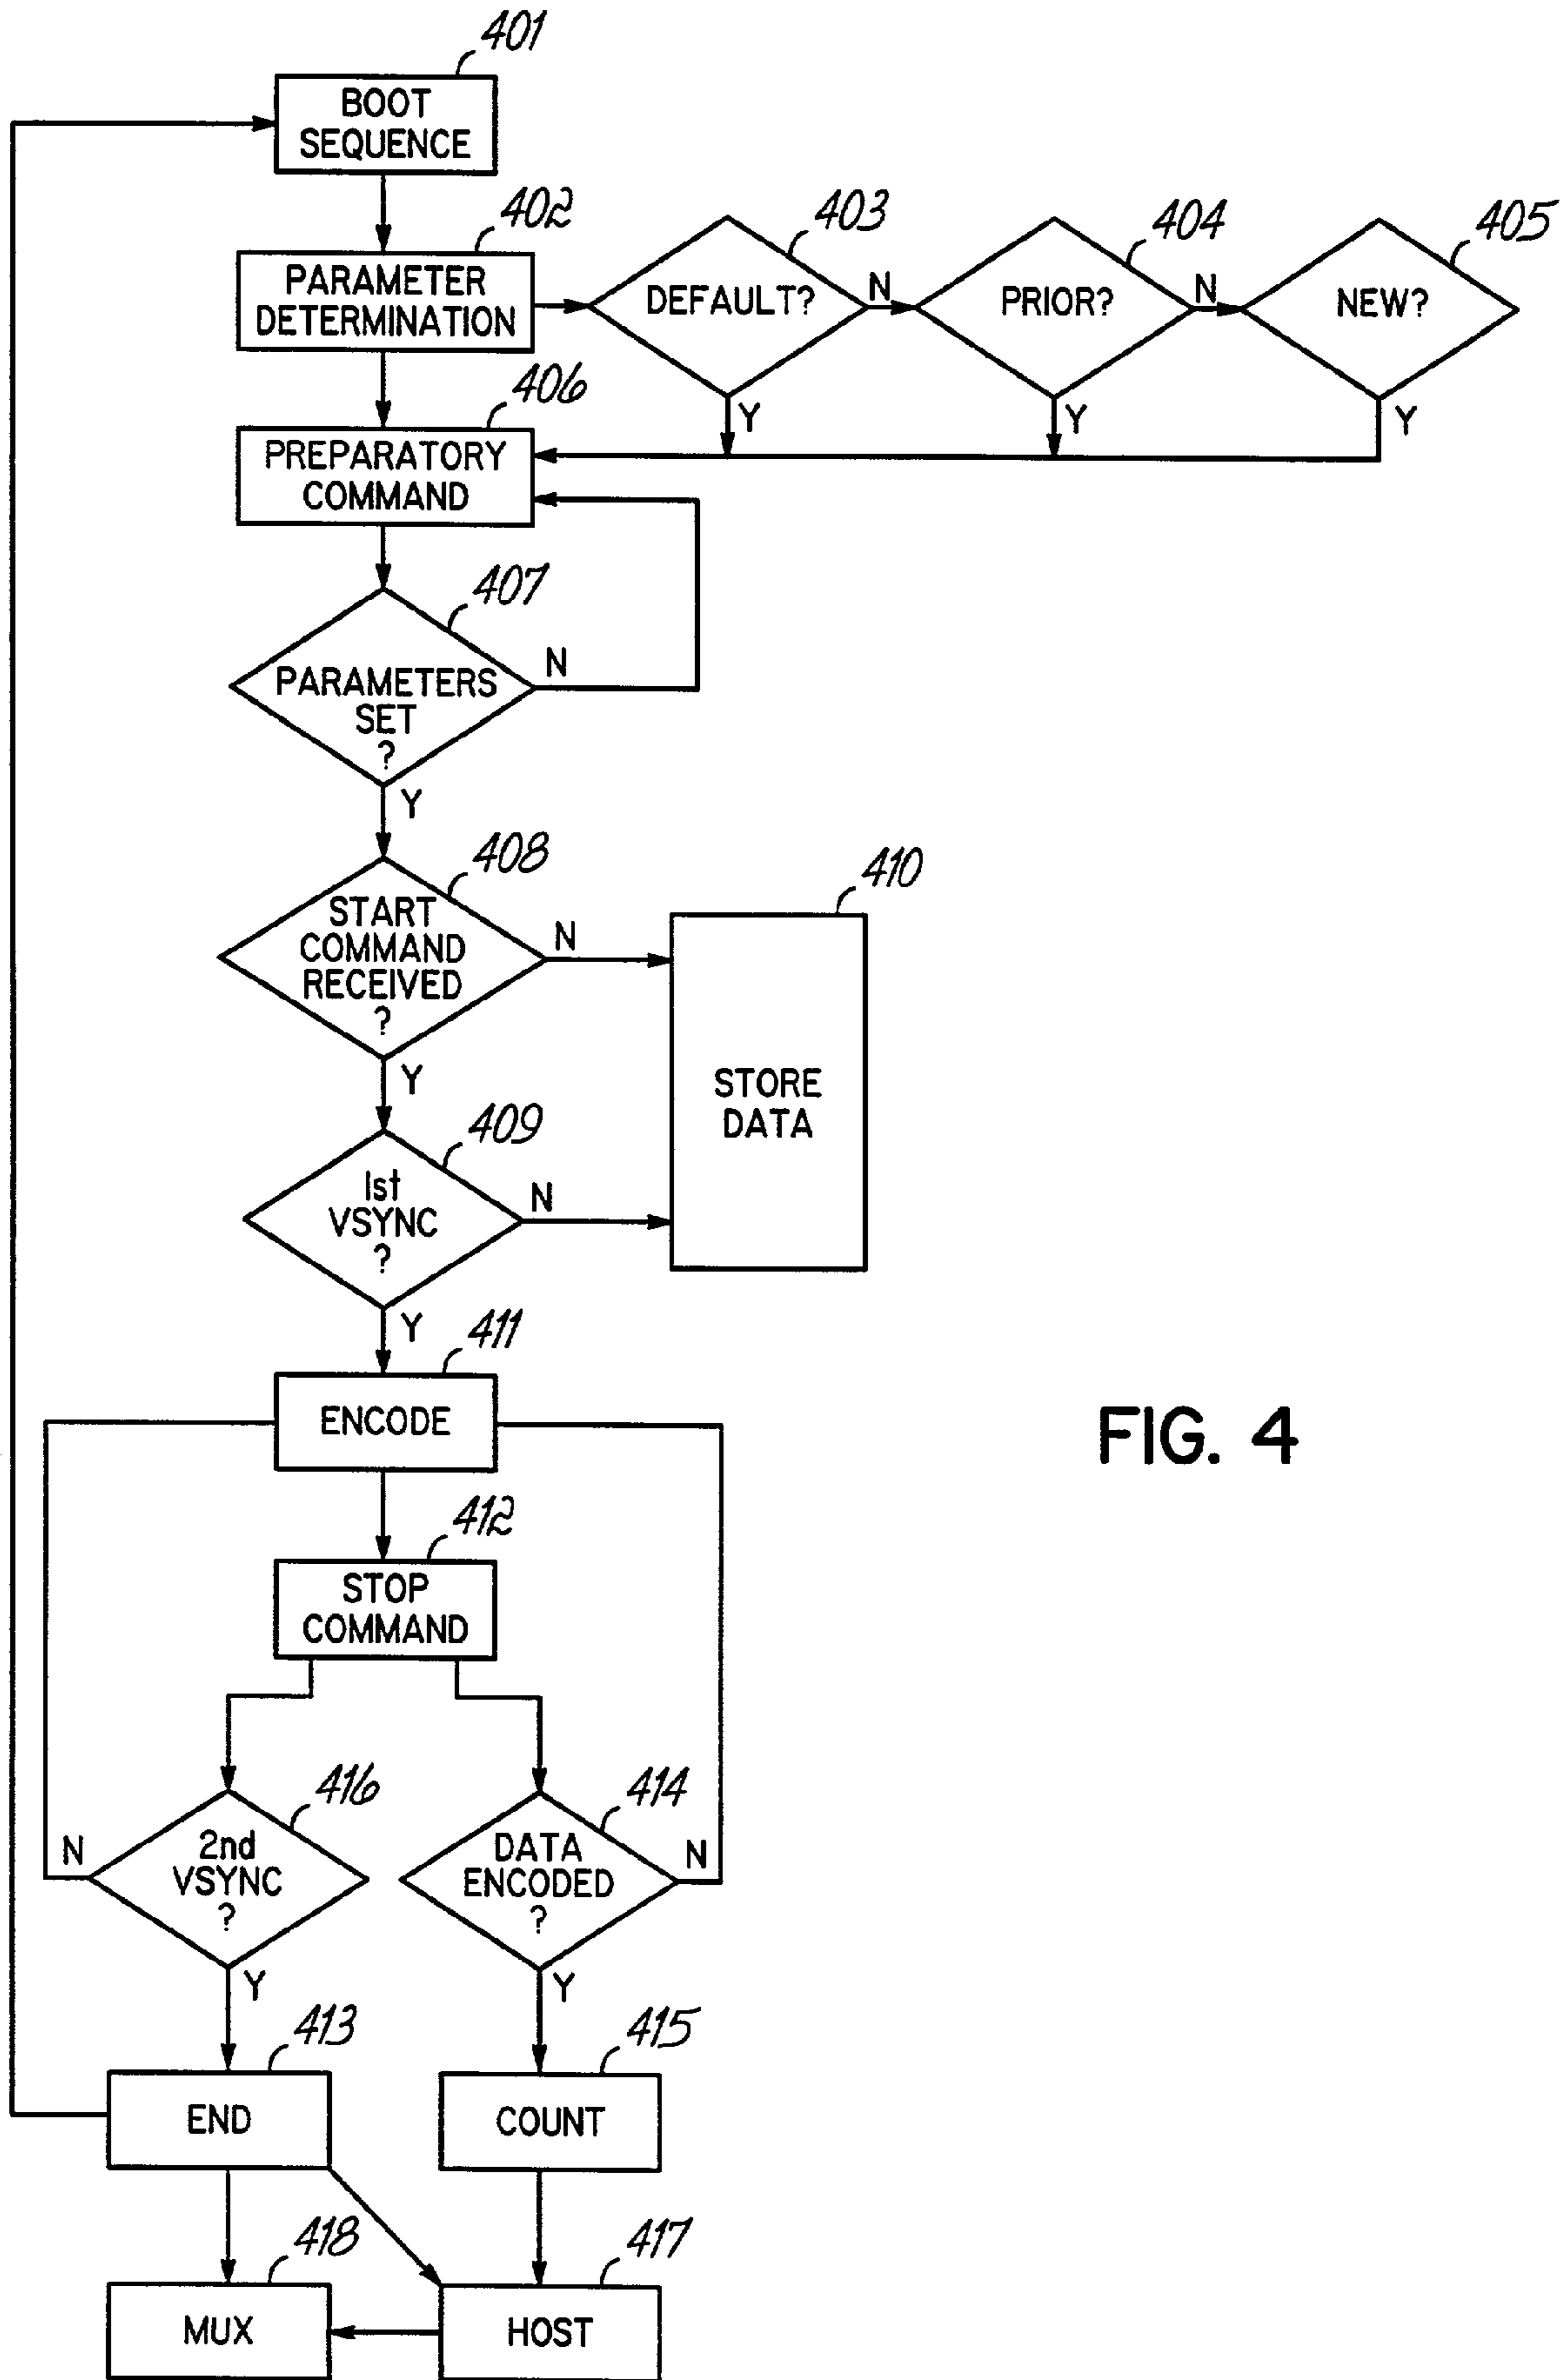 401
BOOT
SEQUENCE
402
PARAMETER
DETERMINATION
403
DEFAULT?
N
Y
404
PRIOR?
N
Y
405
NEW?
Y
406
PREPARATORY
COMMAND
407
PARAMETERS
SET
?
N
Y
408
START
COMMAND
RECEIVED
?
N
Y
410
STORE
DATA
409
1st
VSYNC
?
N
Y
411
ENCODE
FIG. 4
412
STOP
COMMAND
416
2nd
VSYNC
?
N
Y
414
DATA
ENCODED
?
N
Y
413
END
415
COUNT
418
MUX
417
HOST